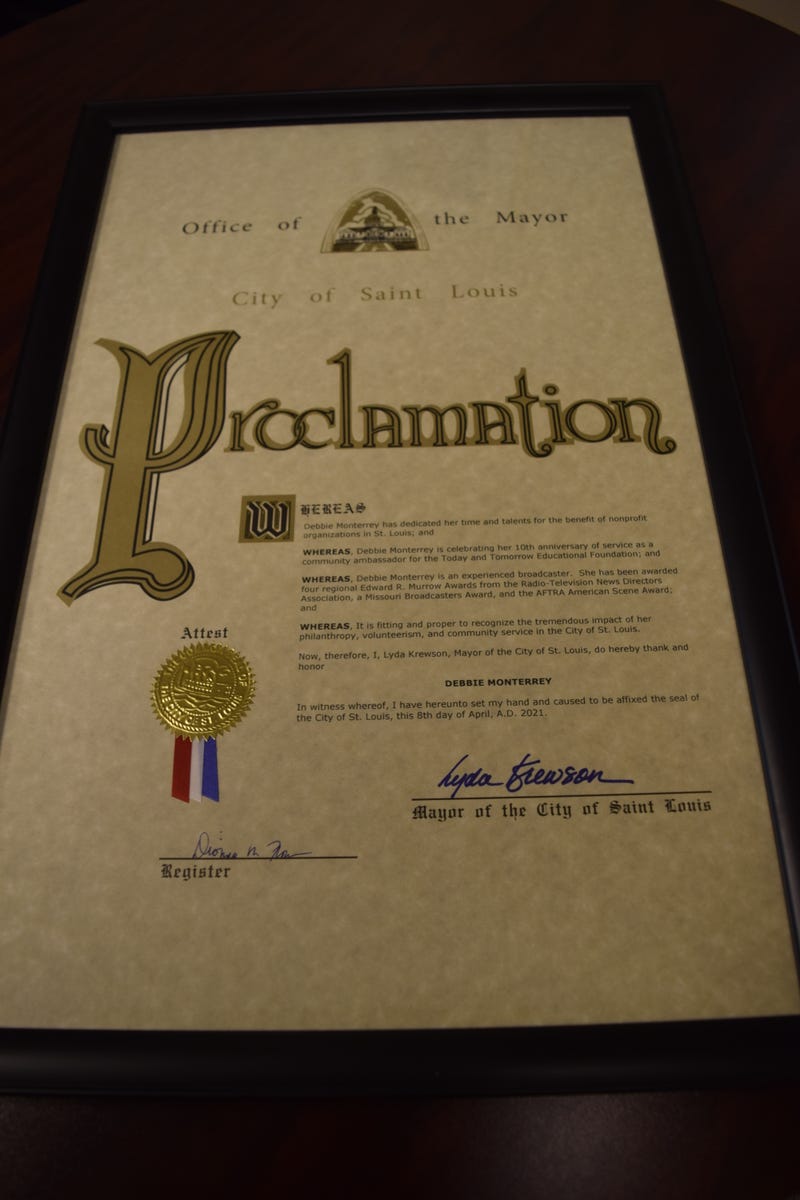 Office of the Mayor
City of Saint Louis
Proclamation
WHEREAS
Debbie Monterrey has dedicated her time and talents for the benefit of nonprofit
organizations in St. Louis; and
WHEREAS, Debbie Monterrey is celebrating her 10th anniversary of service as a
community ambassador for the Today and Tomorrow Educational Foundation; and
WHEREAS, Debbie Monterrey is an experienced broadcaster. She has been awarded
four regional Edward R. Murrow Awards from the Radio-Television News Directors
Association, a Missouri Broadcasters Award, and the AFTRA American Scene Award;
and
WHEREAS, It is fitting and proper to recognize the tremendous impact of her
philanthropy, volunteerism, and community service in the City of St. Louis.
Now, therefore, I, Lyda Krewson, Mayor of the City of St. Louis, do hereby thank and
honor
DEBBIE MONTERREY
In witness whereof, I have hereunto set my hand and caused to be affixed the seal of
the City of St. Louis, this 8th day of April, A.D. 2021.
Attest
Lyda Krewson
Mayor of the City of Saint Louis
Register